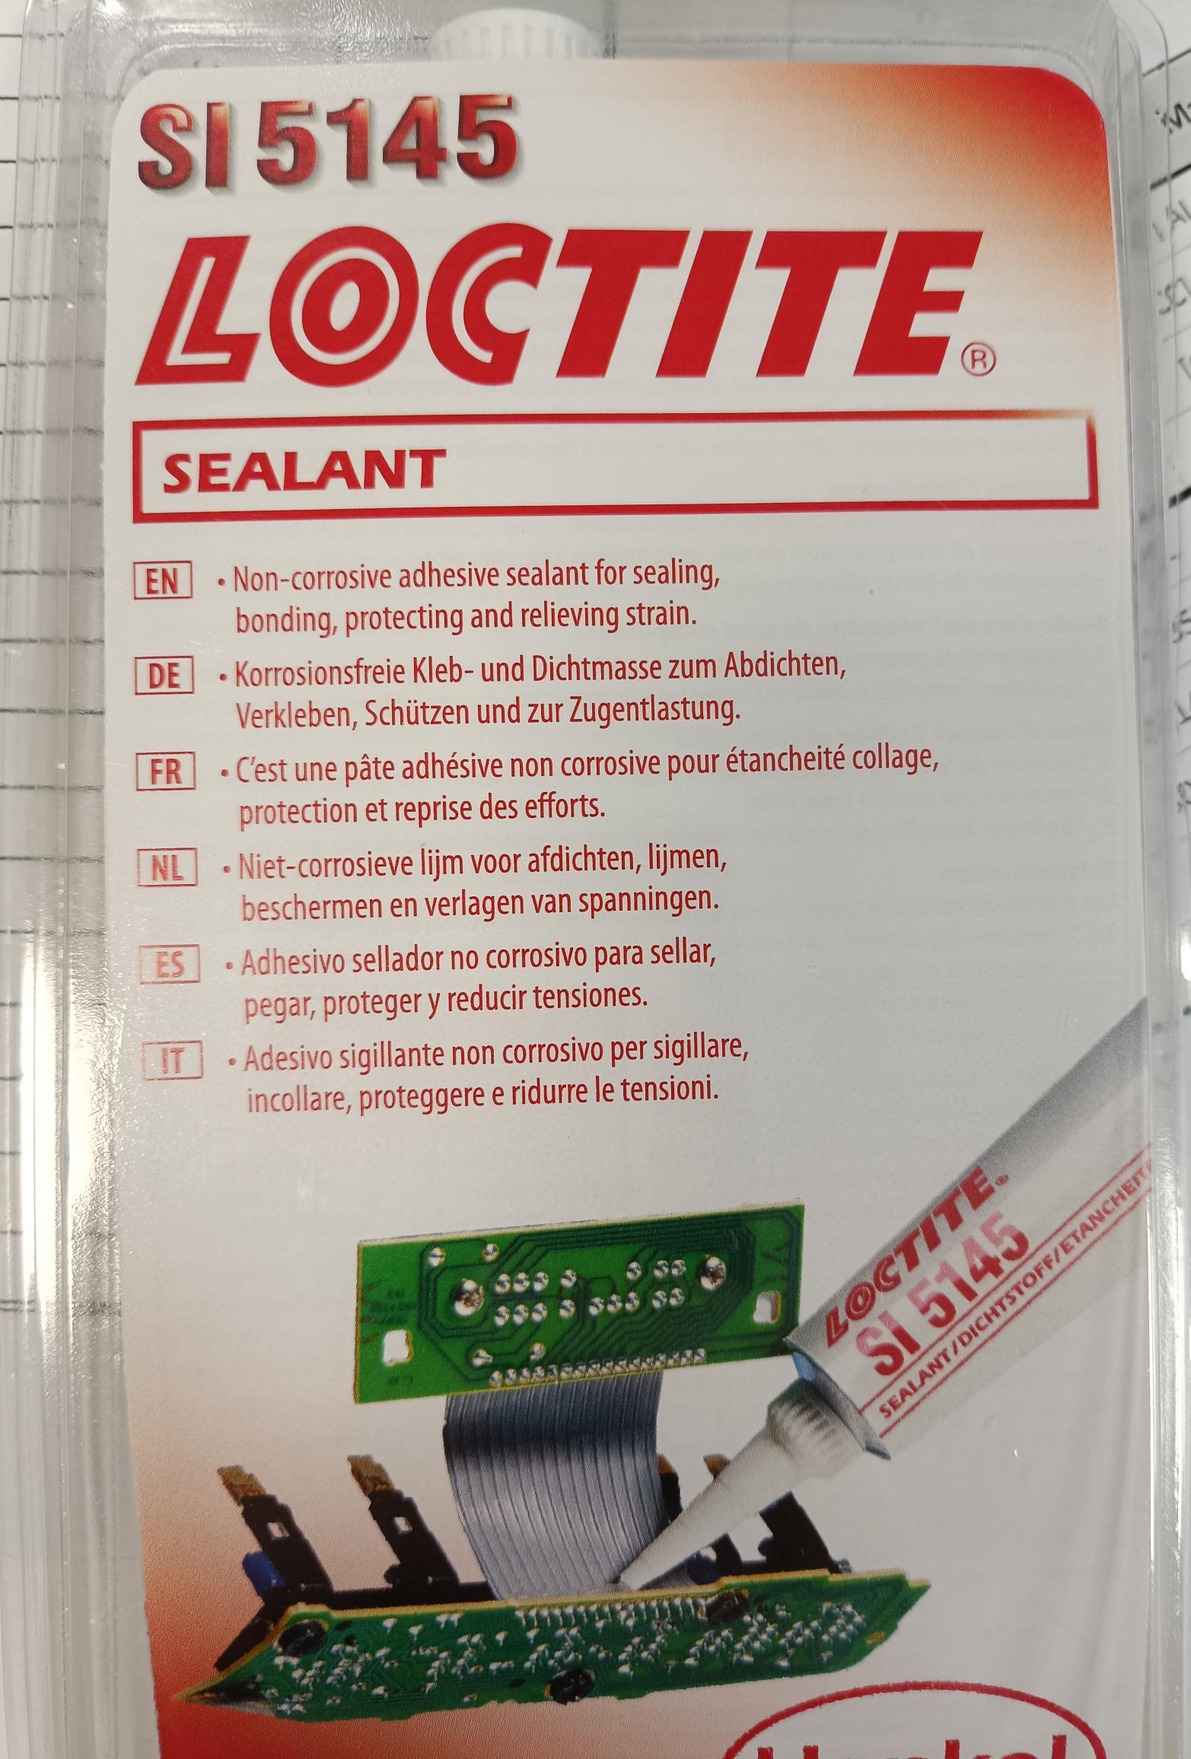 SI 5145
LOCTITE®
SEALANT
EN • Non-corrosive adhesive sealant for sealing,
bonding, protecting and relieving strain.
DE • Korrosionsfreie Kleb- und Dichtmasse zum Abdichten,
Verkleben, Schützen und zur Zugentlastung.
FR • C'est une pâte adhésive non corrosive pour étancheité collage,
protection et reprise des efforts.
NL • Niet-corrosieve lijm voor afdichten, lijmen,
beschermen en verlagen van spanningen.
ES • Adhesivo sellador no corrosivo para sellar,
pegar, proteger y reducir tensiones.
IT • Adesivo sigillante non corrosivo per sigillare,
incollare, proteggere e ridurre le tensioni.
LOCTITE®
SI 5145
SEALANT/DICHTSTOFF/ETANCHEIT
Henkel